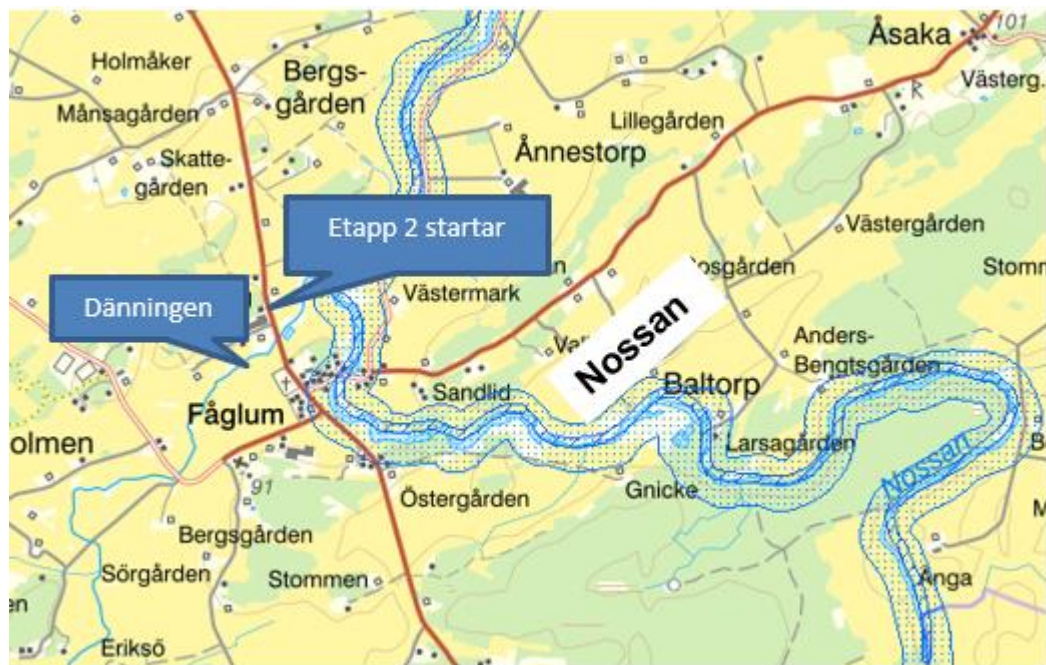 Åsaka
101
Holmåker
Bergs-
gården
Västerg.
Månsagården
Lillegården
Ånnestorp
Skatte-
gården
Etapp 2 startar
Västergården
Dänningen
Västermark
osgården
Stomm
Nossan
Anders-
Bengtsgården
Sandlid
Baltorp
Fåglum
olmen
Larsagården
Nossan
91
Östergården
Gnicke
Bergsgården
Sörgården
Stommen
Änga
Eriksö